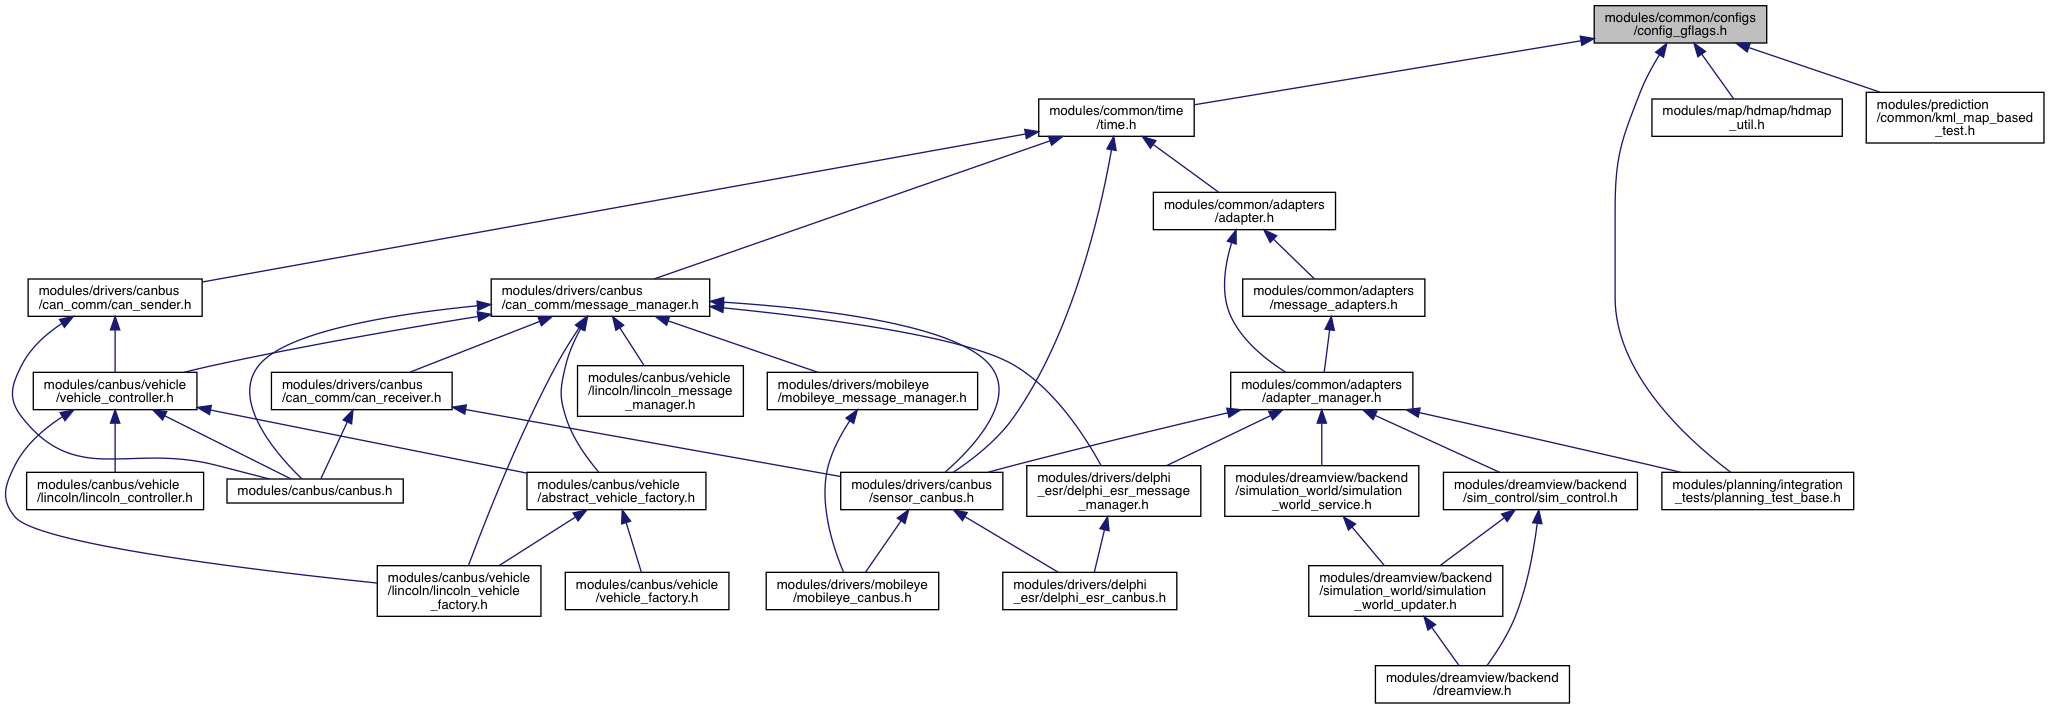 modules/common/configs
/config_gflags.h
modules/common/time
/time.h
modules/map/hdmap/hdmap
_util.h
modules/prediction
/common/kml_map_based
_test.h
modules/common/adapters
/adapter.h
modules/drivers/canbus
/can_comm/can_sender.h
modules/drivers/canbus
/can_comm/message_manager.h
modules/common/adapters
/message_adapters.h
modules/canbus/vehicle
/vehicle_controller.h
modules/drivers/canbus
/can_comm/can_receiver.h
modules/canbus/vehicle
/lincoln/lincoln_message
_manager.h
modules/drivers/mobileye
/mobileye_message_manager.h
modules/common/adapters
/adapter_manager.h
modules/canbus/vehicle
/lincoln/lincoln_controller.h
modules/canbus/canbus.h
modules/canbus/vehicle
/abstract_vehicle_factory.h
modules/drivers/canbus
/sensor_canbus.h
modules/drivers/delphi
_esr/delphi_esr_message
_manager.h
modules/dreamview/backend
/simulation_world/simulation
_world_service.h
modules/dreamview/backend
/sim_control/sim_control.h
modules/planning/integration
_tests/planning_test_base.h
modules/canbus/vehicle
/lincoln/lincoln_vehicle
_factory.h
modules/canbus/vehicle
/vehicle_factory.h
modules/drivers/mobileye
/mobileye_canbus.h
modules/drivers/delphi
_esr/delphi_esr_canbus.h
modules/dreamview/backend
/simulation_world/simulation
_world_updater.h
modules/dreamview/backend
/dreamview.h